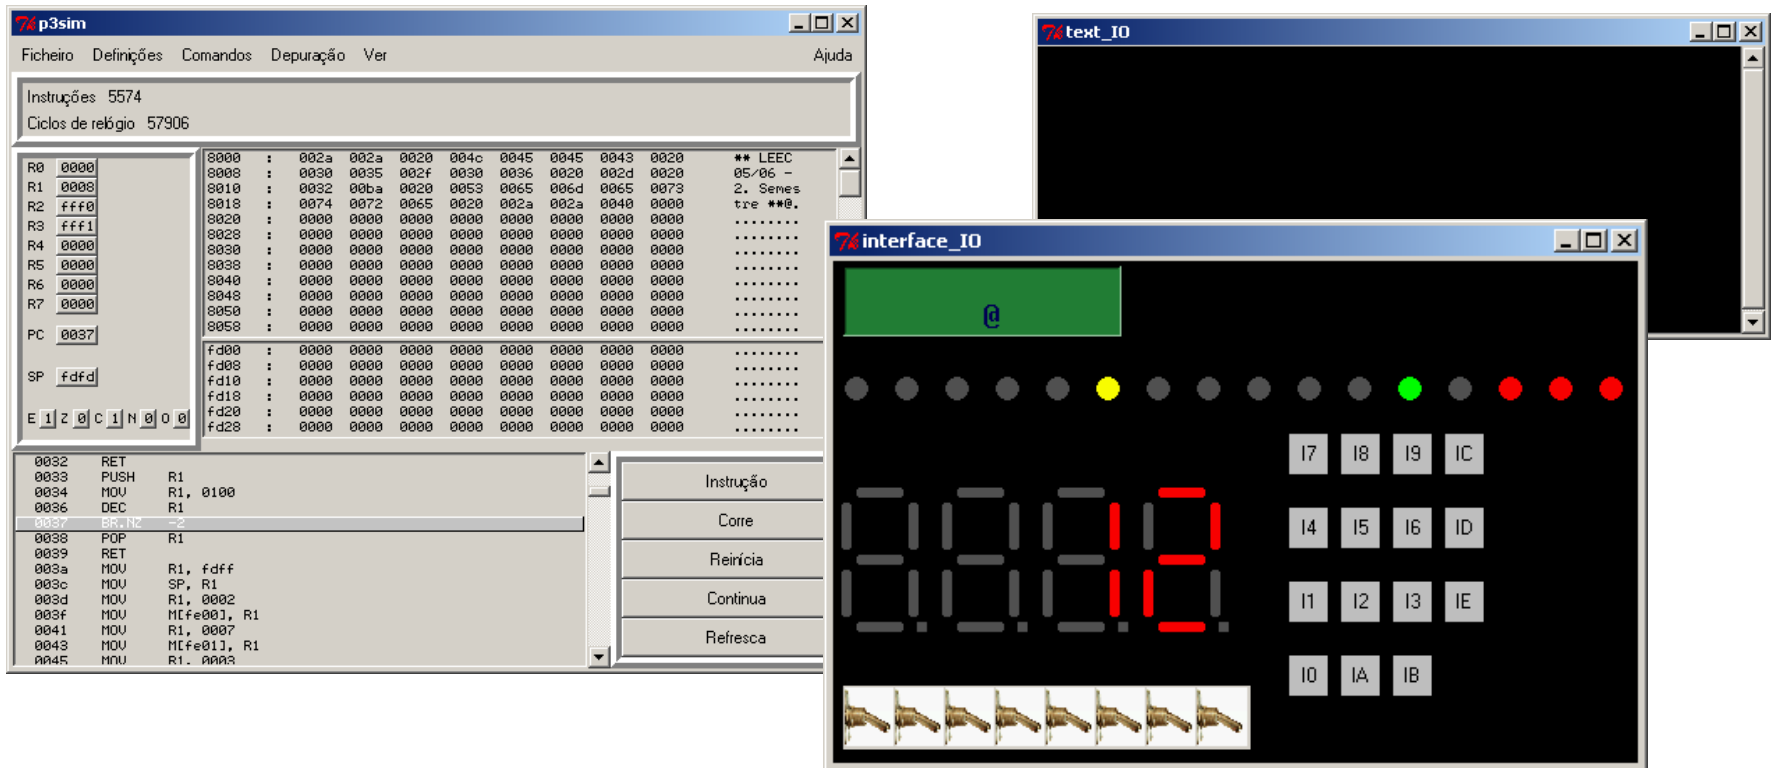 p3sim
Ficheiro Definições Comandos Depuração Ver Ajuda
Instruções 5574
Ciclos de relógio 57906
R0 0000
R1 0008
R2 fff0
R3 fff1
R4 0000
R5 0000
R6 0000
R7 0000
PC 0037
SP fdfd
E 1 Z 0 C 1 N 0 O 0
8000 : 002a 002a 0020 004c 0045 0045 0043 0020 ** LEEC
8008 : 0030 0035 002f 0030 0036 0020 002d 0020 05/06 -
8010 : 0032 00ba 0020 0053 0065 006d 0065 0073 2. Semes
8018 : 0074 0072 0065 0020 002a 002a 0040 0000 tre **@.
8020 : 0000 0000 0000 0000 0000 0000 0000 0000 ........
8028 : 0000 0000 0000 0000 0000 0000 0000 0000 ........
8030 : 0000 0000 0000 0000 0000 0000 0000 0000 ........
8038 : 0000 0000 0000 0000 0000 0000 0000 0000 ........
8040 : 0000 0000 0000 0000 0000 0000 0000 0000 ........
8048 : 0000 0000 0000 0000 0000 0000 0000 0000 ........
8050 : 0000 0000 0000 0000 0000 0000 0000 0000 ........
8058 : 0000 0000 0000 0000 0000 0000 0000 0000 ........
fd00 : 0000 0000 0000 0000 0000 0000 0000 0000 ........
fd08 : 0000 0000 0000 0000 0000 0000 0000 0000 ........
fd10 : 0000 0000 0000 0000 0000 0000 0000 0000 ........
fd18 : 0000 0000 0000 0000 0000 0000 0000 0000 ........
fd20 : 0000 0000 0000 0000 0000 0000 0000 0000 ........
fd28 : 0000 0000 0000 0000 0000 0000 0000 0000 ........
0032 RET
0033 PUSH R1
0034 MOV R1, 0100
0036 DEC R1
0037 BR.NZ -2
0038 POP R1
0039 RET
003a MOV R1, fdff
003c MOV SP, R1
003d MOV R1, 0002
003f MOV M[fe00], R1
0041 MOV R1, 0007
0043 MOV M[fe01], R1
0045 MOV R1, 0003
Instrução
Corre
Reinícia
Continua
Refresca
text_IO
interface_IO
@
12
I7 I8 I9 IC
I4 I5 I6 ID
I1 I2 I3 IE
I0 IA IB